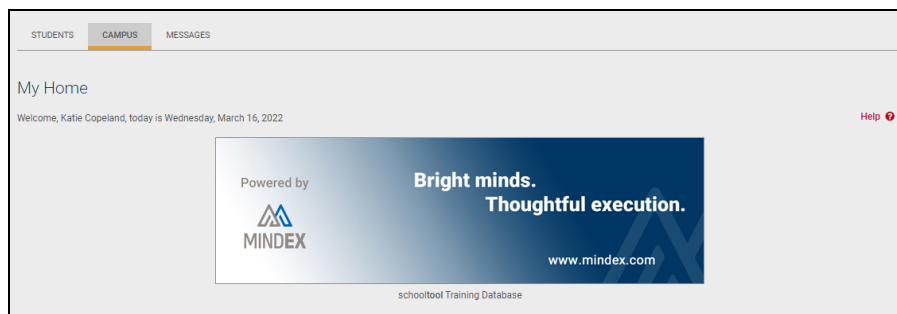 STUDENTS CAMPUS MESSAGES
My Home
Welcome, Katie Copeland, today is Wednesday, March 16, 2022
Help
Powered by
MINDEX
Bright minds.
Thoughtful execution.
www.mindex.com
schooltool Training Database